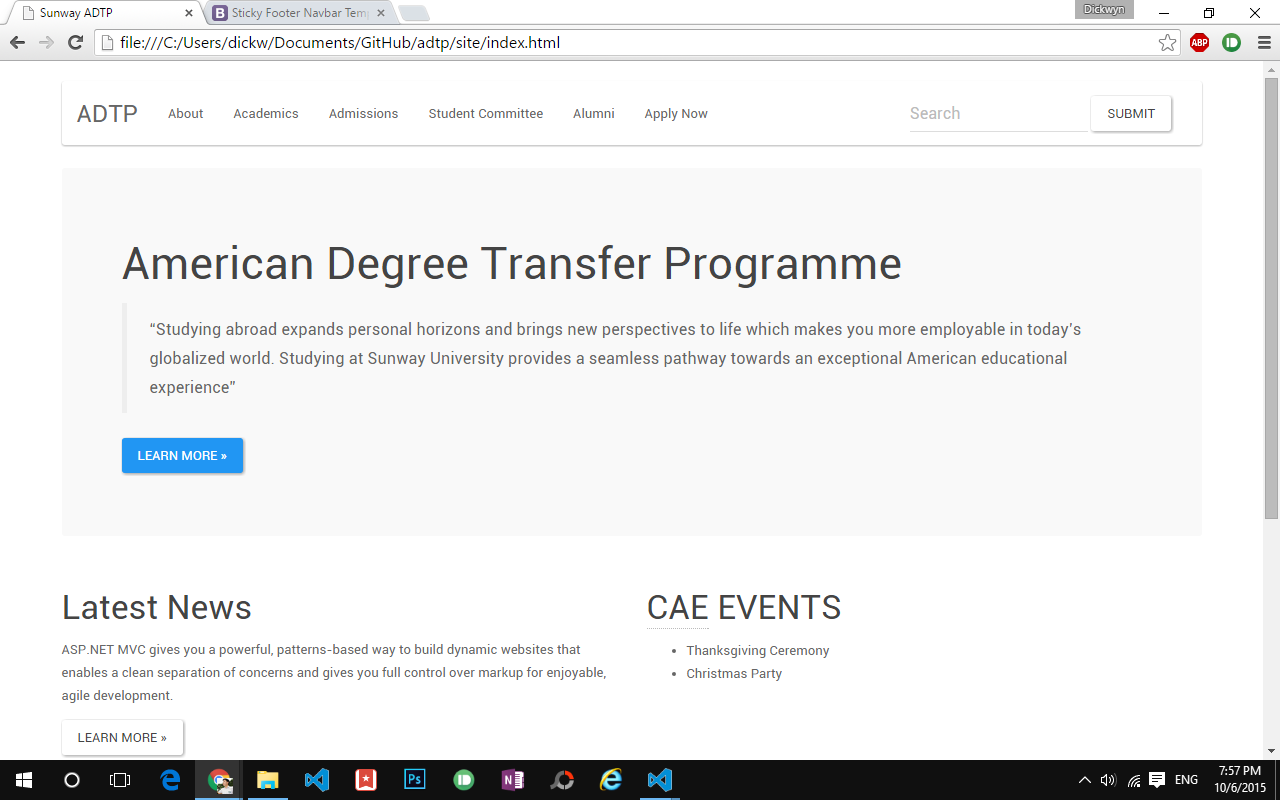 Sunway ADTP
Sticky Footer Navbar Temp
Dickwyn
file:///C:/Users/dickw/Documents/GitHub/adtp/site/index.html
ABP
ADTP About Academics Admissions Student Committee Alumni Apply Now Search SUBMIT
American Degree Transfer Programme
“Studying abroad expands personal horizons and brings new perspectives to life which makes you more employable in today’s
globalized world. Studying at Sunway University provides a seamless pathway towards an exceptional American educational
experience”
LEARN MORE »
Latest News
ASP.NET MVC gives you a powerful, patterns-based way to build dynamic websites that
enables a clean separation of concerns and gives you full control over markup for enjoyable,
agile development.
LEARN MORE »
CAE EVENTS
• Thanksgiving Ceremony
• Christmas Party
Ps
N
ENG
7:57 PM
10/6/2015